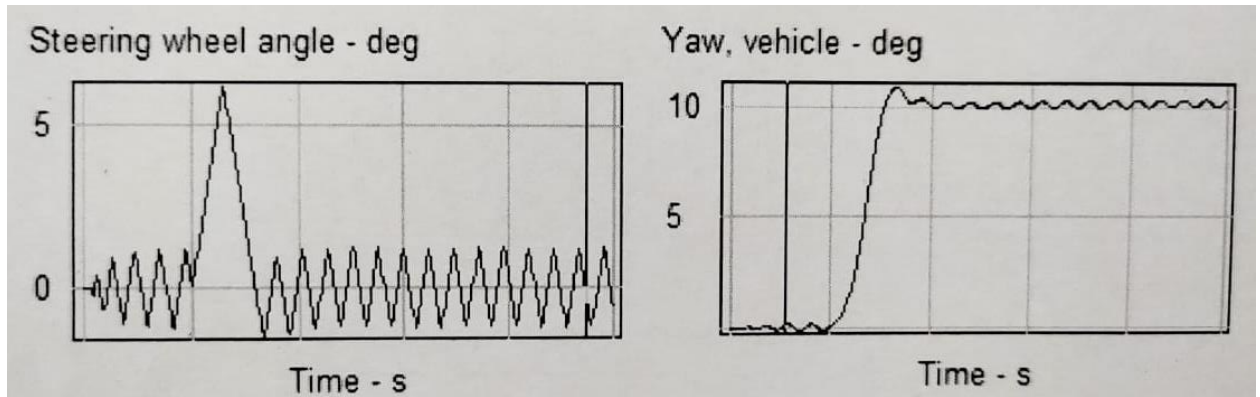 Steering wheel angle - deg
5
0
Time - s
Yaw, vehicle - deg
10
5
Time - s